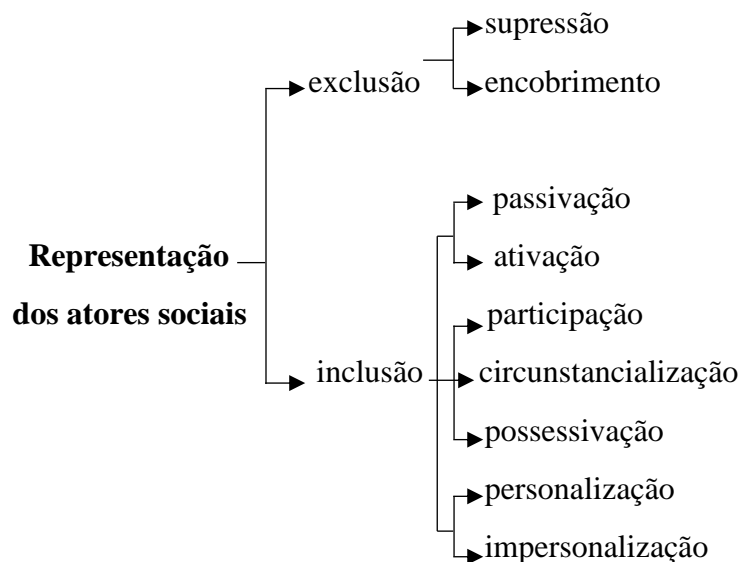 supressão
exclusão
encobrimento
passivação
Representação
ativação
dos atores sociais
participação
inclusão
circunstancialização
possessivação
personalização
impersonalização